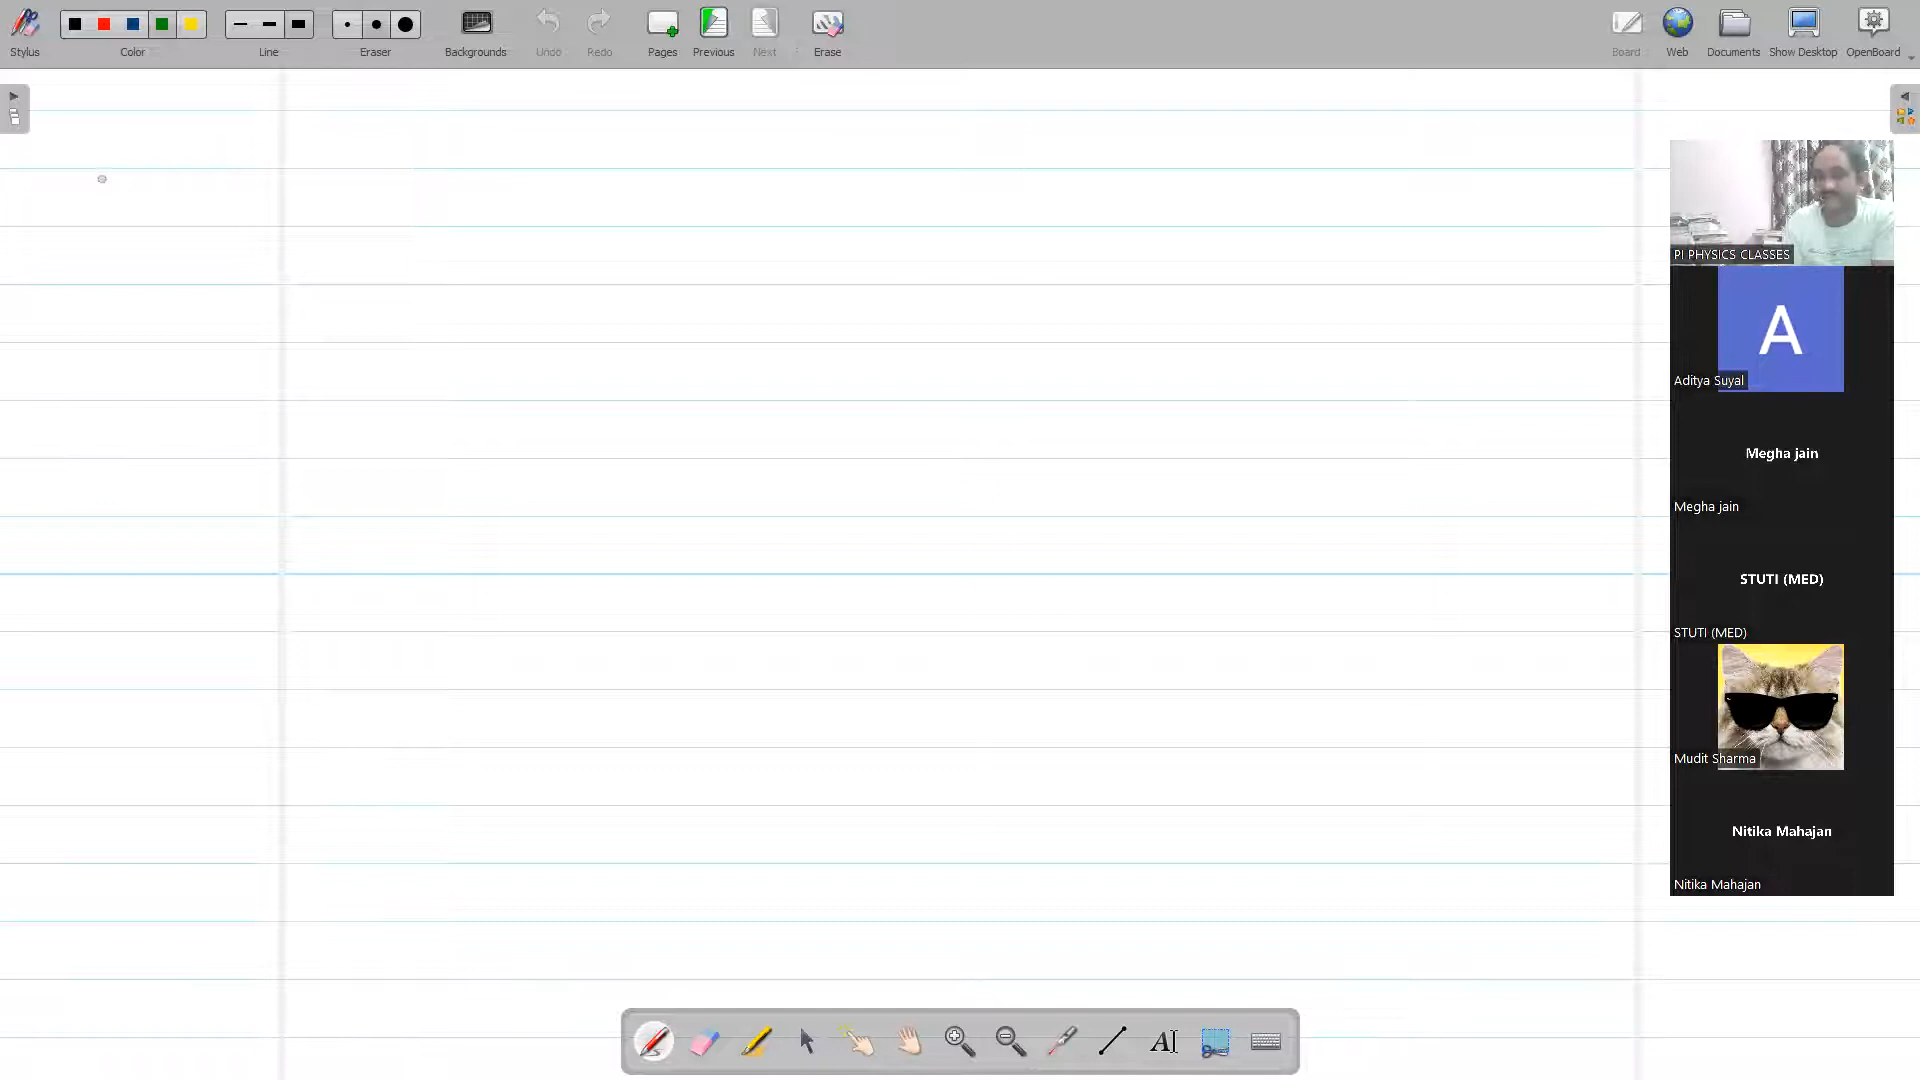 Stylus
Color
Line
Eraser
Backgrounds
Undo
Redo
Pages
Previous
Next
Erase
Board
Web
Documents
Show Desktop
OpenBoard
PI PHYSICS CLASSES
A
Aditya Suyal
Megha jain
Megha jain
STUTI (MED)
STUTI (MED)
Mudit Sharma
Nitika Mahajan
Nitika Mahajan
A